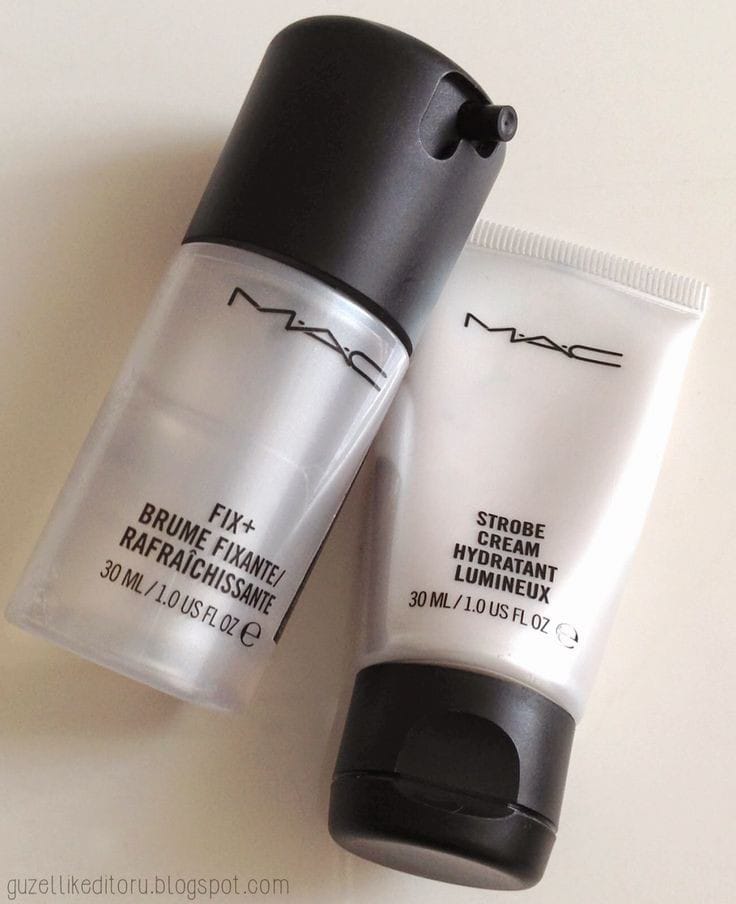 M·A·C
FIX+
BRUME FIXANTE/
RAFRAÎCHISSANTE
30 ML / 1.0 US FL OZ e
M·A·C
STROBE
CREAM
HYDRATANT
LUMINEUX
30 ML / 1.0 US FL OZ e
guzellikeditoru.blogspot.com